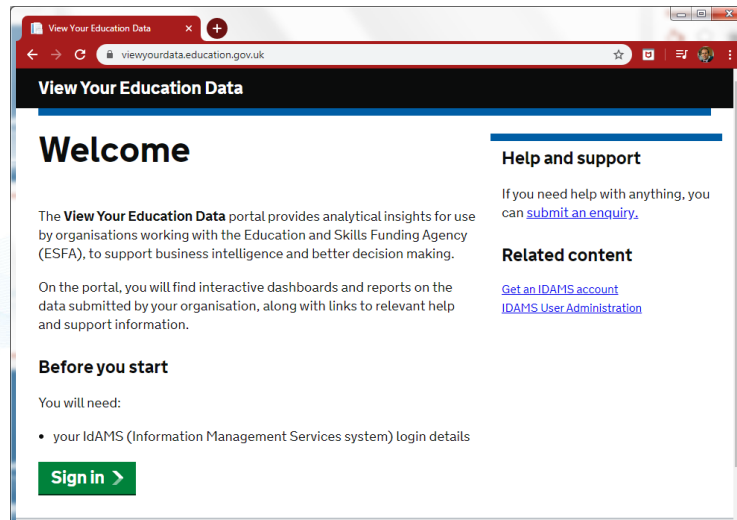 View Your Education Data
viewyourdata.education.gov.uk
View Your Education Data
Welcome
The View Your Education Data portal provides analytical insights for use
by organisations working with the Education and Skills Funding Agency
(ESFA), to support business intelligence and better decision making.
On the portal, you will find interactive dashboards and reports on the
data submitted by your organisation, along with links to relevant help
and support information.
Before you start
You will need:
• your IdAMS (Information Management Services system) login details
Sign in
Help and support
If you need help with anything, you
can submit an enquiry.
Related content
Get an IDAMS account
IDAMS User Administration